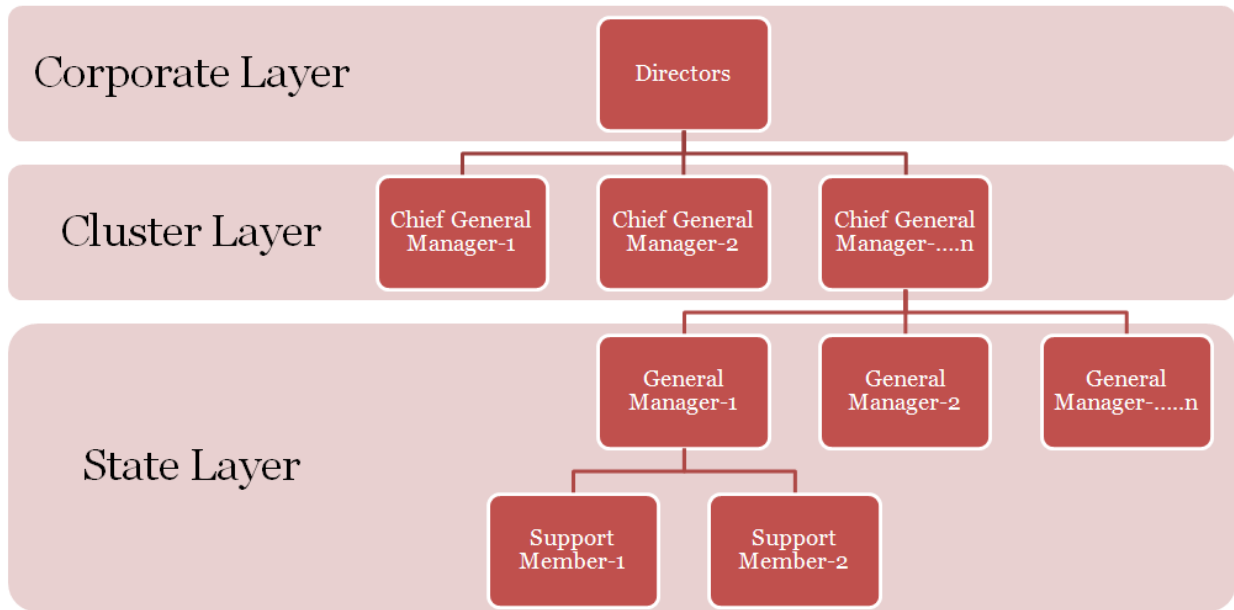 Corporate Layer
Directors
Cluster Layer
Chief General
Manager-1
Chief General
Manager-2
Chief General
Manager-....n
State Layer
General
Manager-1
General
Manager-2
General
Manager-.....n
Support
Member-1
Support
Member-2